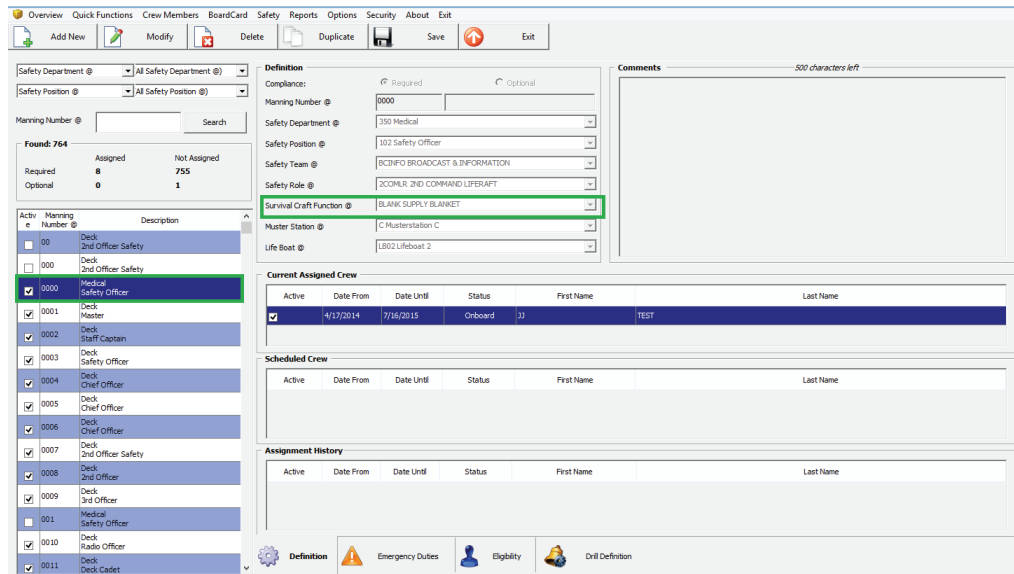 Overview Quick Functions Crew Members BoardCard Safety Reports Options Security About Exit
Add New Modify Delete Duplicate Save Exit
Safety Department @ All Safety Department @)
Safety Position @ All Safety Position @)
Manning Number @ Search
Found: 764
Assigned Not Assigned
Required 8 755
Optional 0 1
Activ e Manning Number @ Description
00 Deck
2nd Officer Safety
000 Deck
2nd Officer Safety
0000 Medical
Safety Officer
0001 Deck
Master
0002 Deck
Staff Captain
0003 Deck
Safety Officer
0004 Deck
Chief Officer
0005 Deck
Chief Officer
0006 Deck
Chief Officer
0007 Deck
2nd Officer Safety
0008 Deck
2nd Officer
0009 Deck
3rd Officer
001 Medical
Safety Officer
0010 Deck
Radio Officer
0011 Deck
Deck Cadet
Definition
Compliance: Required Optional
Manning Number @ 0000
Safety Department @ 350 Medical
Safety Position @ 102 Safety Officer
Safety Team @ BCINFO BROADCAST & INFORMATION
Safety Role @ 2COMLR 2ND COMMAND LIFERAFT
Survival Craft Function @ BLANK SUPPLY BLANKET
Muster Station @ C Musterstation C
Life Boat @ LB02 Lifeboat 2
Comments 500 characters left
Current Assigned Crew
Active Date From Date Until Status First Name Last Name
4/17/2014 7/16/2015 Onboard JJ TEST
Scheduled Crew
Active Date From Date Until Status First Name Last Name
Assignment History
Active Date From Date Until Status First Name Last Name
Definition Emergency Duties Eligibility Drill Definition